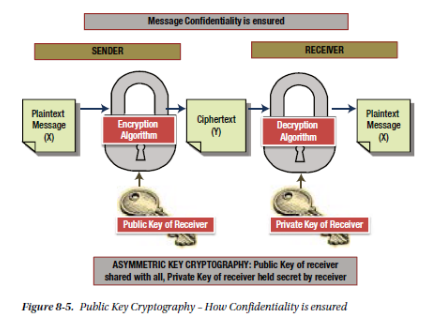 Message Confidentiality is ensured
SENDER
RECEIVER
Plaintext
Message
(X)
Encryption
Algorithm
Ciphertext
(Y)
Decryption
Algorithm
Plaintext
Message
(X)
Public Key of Receiver
Private Key of receiver
ASYMMETRIC KEY CRYPTOGRAPHY: Public Key of receiver
shared with all, Private Key of receiver held secret by receiver
Figure 8-5. Public Key Cryptography – How Confidentiality is ensured